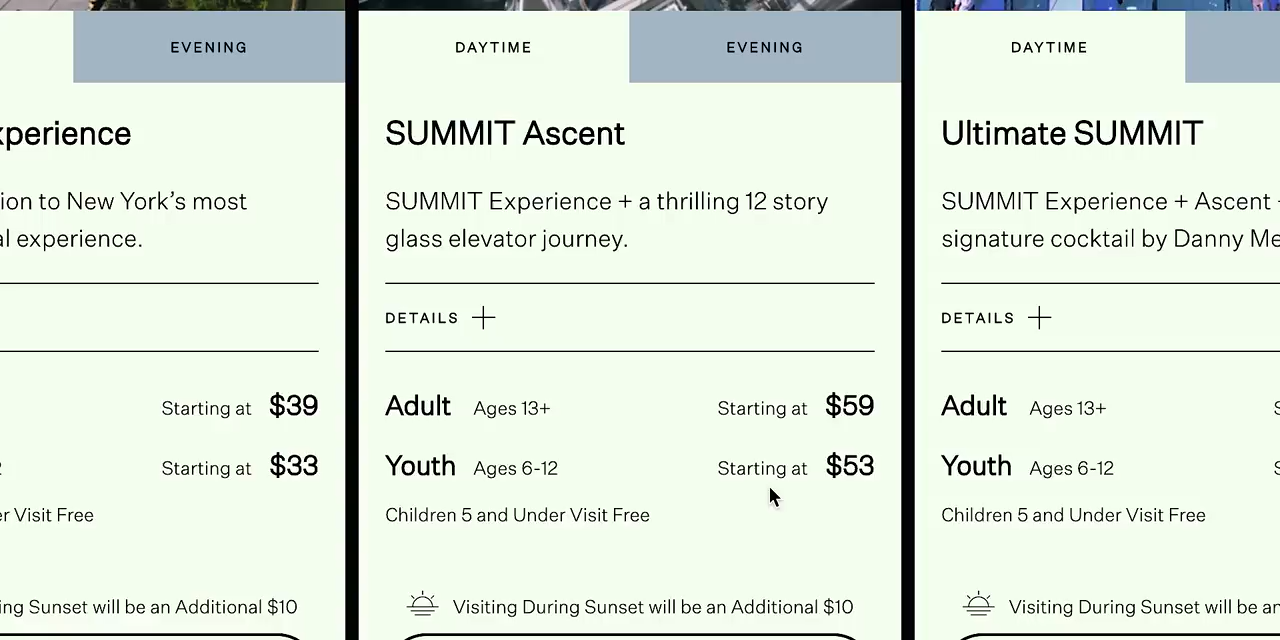 EVENING
experience
ion to New York's most
al experience.
Starting at $39
Starting at $33
er Visit Free
ing Sunset will be an Additional $10
DAYTIME
EVENING
SUMMIT Ascent
SUMMIT Experience + a thrilling 12 story
glass elevator journey.
DETAILS
Adult Ages 13+ Starting at $59
Youth Ages 6-12 Starting at $53
Children 5 and Under Visit Free
Visiting During Sunset will be an Additional $10
DAYTIME
Ultimate SUMMIT
SUMMIT Experience + Ascent
signature cocktail by Danny Me
DETAILS
Adult Ages 13+
Youth Ages 6-12
Children 5 and Under Visit Free
Visiting During Sunset will be an